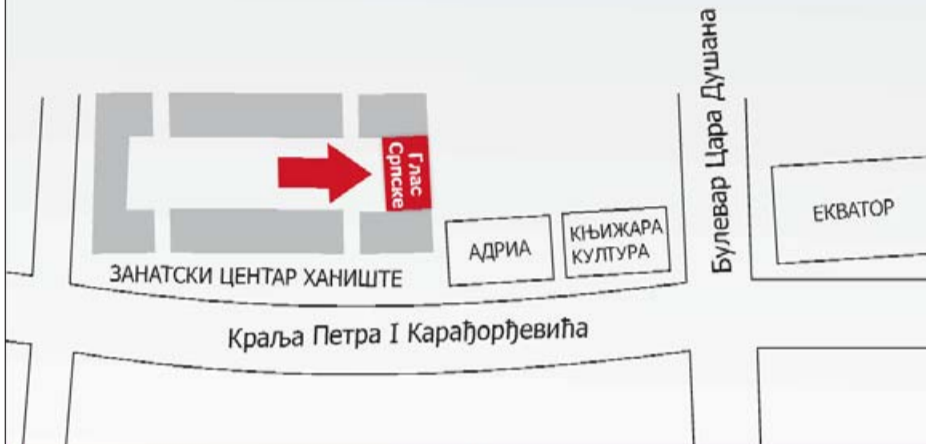 Булевар Цара Душана
Глас
Српске
ЕКВАТОР
КЊИЖАРА
КУЛТУРА
АДРИА
ЗАНАТСКИ ЦЕНТАР ХАНИШТЕ
Краља Петра I Карађорђевића